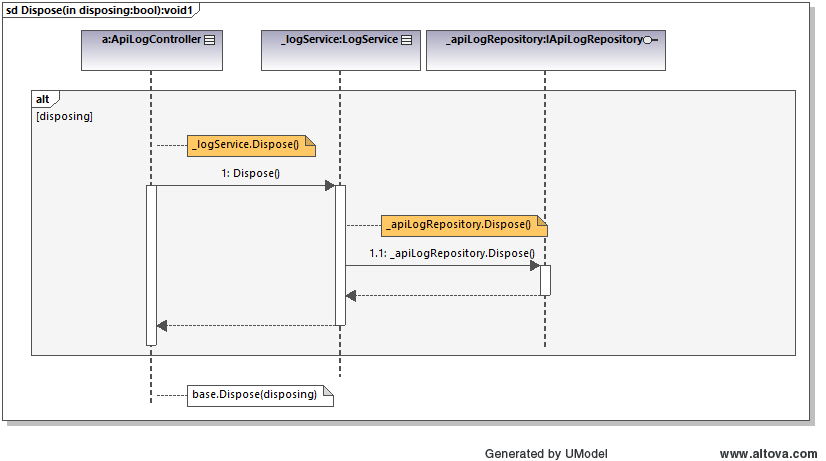 sd Dispose(in disposing:bool):void1
a:ApiLogController
_logService:LogService
_apiLogRepository:IApiLogRepository
alt
[disposing]
_logService.Dispose()
1: Dispose()
_apiLogRepository.Dispose()
1.1: _apiLogRepository.Dispose()
base.Dispose(disposing)
Generated by UModel
www.altova.com